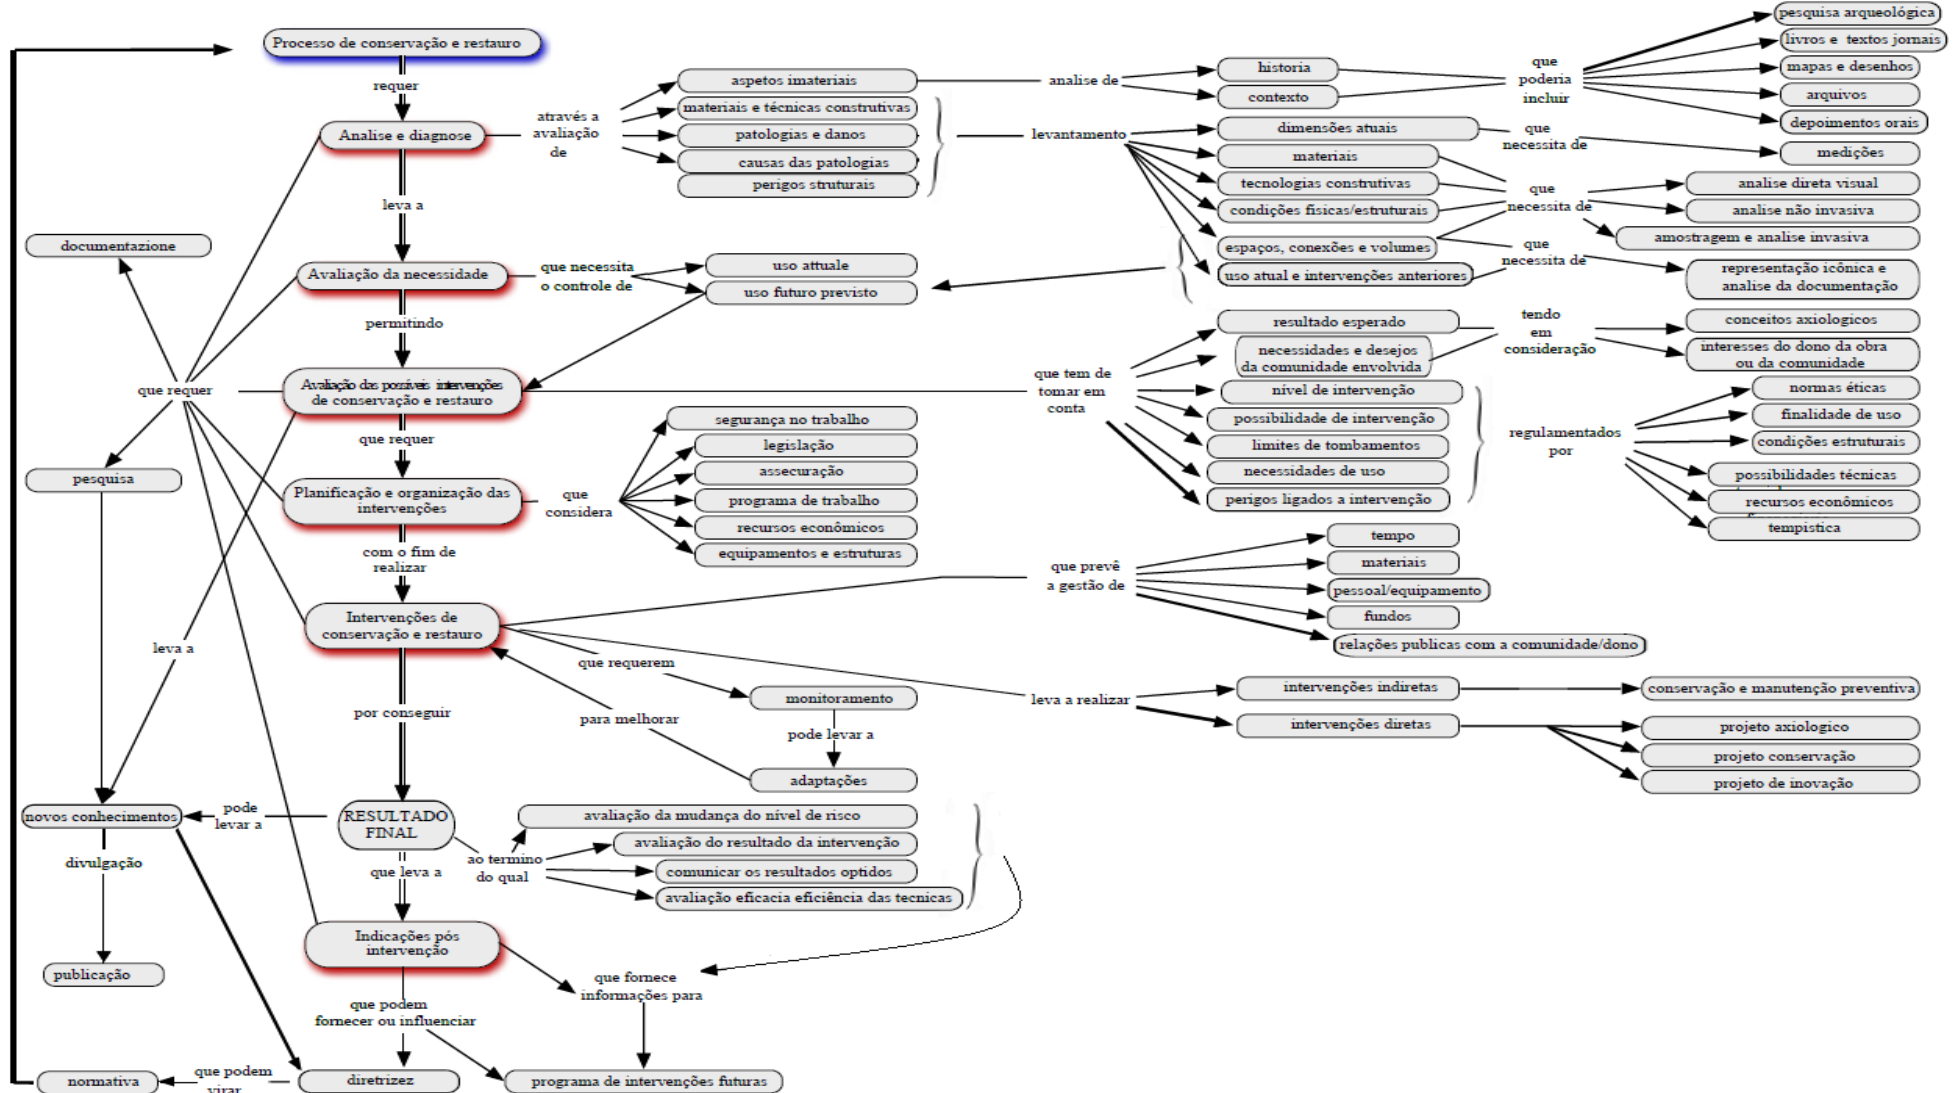 Processo de conservação e restauro
requer
Analise e diagnose
através a
avaliação
de
aspetos imateriais
materiais e técnicas construtivas
patologias e danos
causas das patologias
perigos struturais
analise de
historia
contexto
que
poderia
incluir
pesquisa arqueológica
livros e textos jornais
mapas e desenhos
arquivos
depoimentos orais
levantamento
dimensões atuais
que
necessita de
medições
materiais
tecnologias construtivas
condições físicas/estruturais
espaços, conexões e volumes
uso atual e intervenções anteriores
que
necessita de
analise direta visual
analise não invasiva
amostragem e analise invasiva
que
necessita de
representação icônica e
analise da documentação
leva a
documentazione
Avaliação da necessidade
que necessita
o controle de
uso attuale
uso futuro previsto
permitindo
que requer
Avaliação das possíveis intervenções
de conservação e restauro
que tem de
tomar em
conta
resultado esperado
necessidades e desejos
da comunidade envolvida
nível de intervenção
possibilidade de intervenção
limites de tombamentos
necessidades de uso
perigos ligados a intervenção
tendo
em
consideração
conceitos axiologicos
interesses do dono da obra
ou da comunidade
regulamentados
por
normas éticas
finalidade de uso
condições estruturais
possibilidades técnicas
recursos econômicos
tempistica
que requer
pesquisa
Planificação e organização das
intervenções
que
considera
segurança no trabalho
legislação
assecuração
programa de trabalho
recursos econômicos
equipamentos e estruturas
com o fim de
realizar
Intervenções de
conservação e restauro
que prevê
a gestão de
tempo
materiais
pessoal/equipamento
fundos
relações publicas com a comunidade/dono
leva a
que requerem
monitoramento
pode levar a
adaptações
para melhorar
leva a realizar
intervenções indiretas
conservação e manutenção preventiva
intervenções diretas
projeto axiologico
projeto conservação
projeto de inovação
por conseguir
novos conhecimentos
pode
levar a
RESULTADO
FINAL
ao termino
do qual
avaliação da mudança do nível de risco
avaliação do resultado da intervenção
comunicar os resultados optidos
avaliação eficacia eficiência das tecnicas
divulgação
que leva a
publicação
Indicações pós
intervenção
que fornece
informações para
que podem
fornecer ou influenciar
normativa
que podem
virar
diretrizez
programa de intervenções futuras